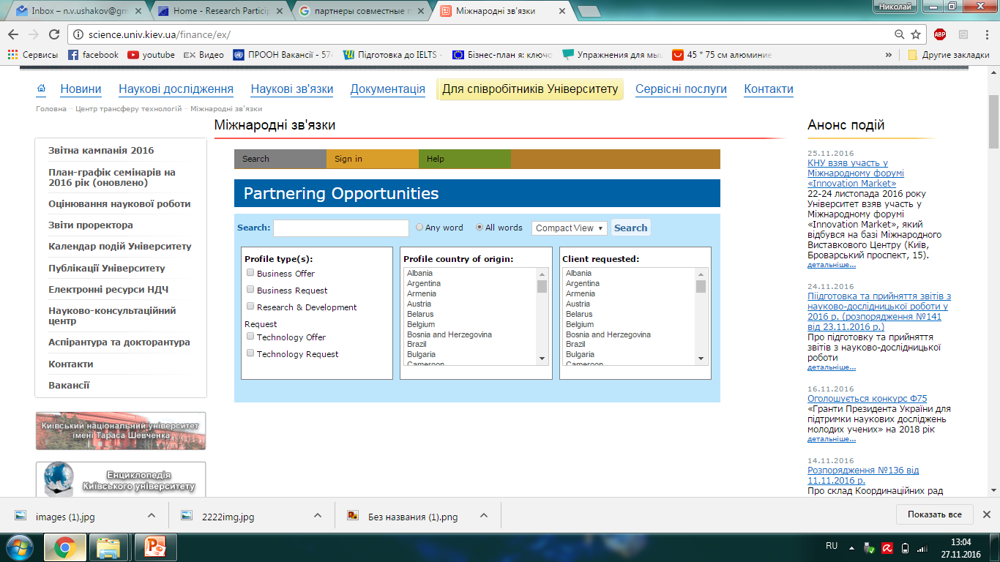 Inbox – n.v.ushakov@gm
Home - Research Particip
партнеры совместные п
Міжнародні зв'язки
Николай
science.univ.kiev.ua/finance/ex/
ABP
Сервисы
facebook
youtube
EX Видео
ПРООН Вакансії - 574
Підготовка до IELTS -
Бізнес-план я: ключо
Упражнения для мы
45 * 75 см алюминие
»
Другие закладки
Новини
Наукові дослідження
Наукові зв'язки
Документація
Для співробітників Університету
Сервісні послуги
Контакти
Головна – Центр трансферу технологій – Міжнародні зв'язки
Звітна кампанія 2016
План-графік семінарів на
2016 рік (оновлено)
Оцінювання наукової роботи
Звіти проректора
Календар подій Університету
Публікації Університету
Електронні ресурси НДЧ
Науково-консультаційний
центр
Аспірантура та докторантура
Контакти
Вакансії
Київський національний університет
імені Тараса Шевченка
Енциклопедія
Київського університету
Міжнародні зв'язки
Search
Sign in
Help
Partnering Opportunities
Search:
Any word
All words
Compact View
Search
Profile type(s):
Business Offer
Business Request
Research & Development
Request
Technology Offer
Technology Request
Profile country of origin:
Albania
Argentina
Armenia
Austria
Belarus
Belgium
Bosnia and Herzegovina
Brazil
Bulgaria
Cameroon
Client requested:
Albania
Argentina
Armenia
Austria
Belarus
Belgium
Bosnia and Herzegovina
Brazil
Bulgaria
Cameroon
Анонс подій
25.11.2016
КНУ взяв участь у
Міжнародному форумі
«Innovation Market»
22-24 листопада 2016 року
Університет взяв участь у
Міжнародному форумі
«Innovation Market», який
відбувся на базі Міжнародного
Виставкового Центру (Київ,
Броварський проспект, 15).
детальніше...
24.11.2016
Піідготовка та прийняття звітів з
науково-дослідницької роботи у
2016 р. (розпорядження №141
від 23.11.2016 р.)
Про підготовку та прийняття
звітів з науково-дослідницької
роботи
детальніше...
16.11.2016
Оголошується конкурс Ф75
«Гранти Президента України для
підтримки наукових досліджень
молодих учених» на 2018 рік
детальніше...
14.11.2016
Розпорядження №136 від
11.11.2016 р.
Про склад Координаційних рад
images (1).jpg
2222img.jpg
Без названия (1).png
Показать все
RU
13:04
27.11.2016